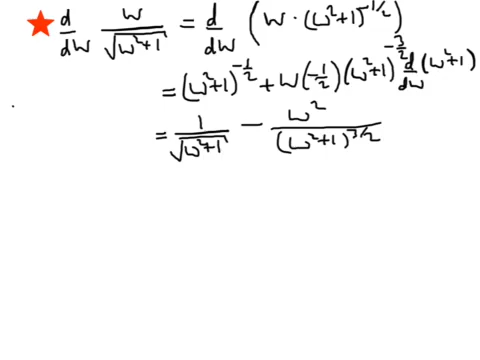 d/dw w/√(w²+1) = d/dw (w · (w²+1)^(-1/2))
= (w²+1)^(-1/2) + w(-1/2)(w²+1)^(-3/2) d/dw (w²+1)
= 1/√(w²+1) − w²/(w²+1)^(3/2)